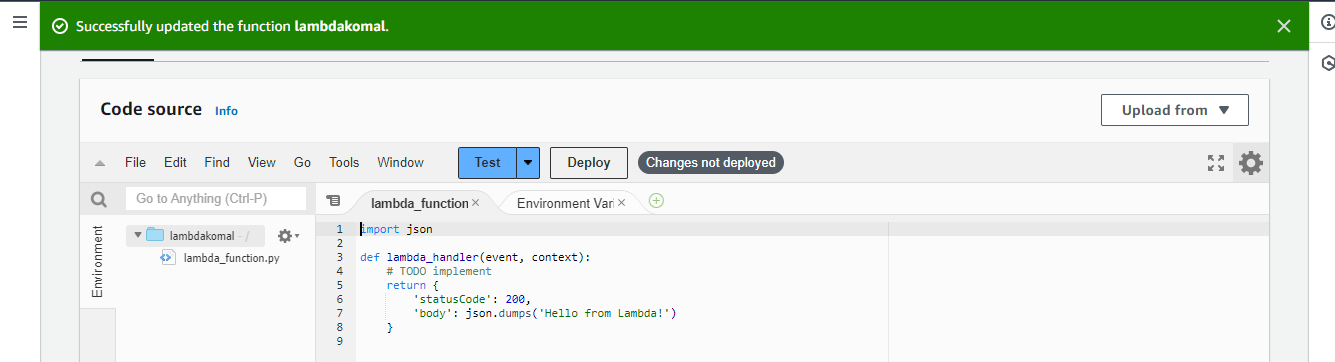 Successfully updated the function lambdakomal.
Code source Info
Upload from
File Edit Find View Go Tools Window Test Deploy Changes not deployed
Go to Anything (Ctrl-P)
lambda_function Environment Vari
Environment
lambdakomal - /
lambda_function.py
1 import json
2
3 def lambda_handler(event, context):
4     # TODO implement
5     return {
6         'statusCode': 200,
7         'body': json.dumps('Hello from Lambda!')
8     }
9